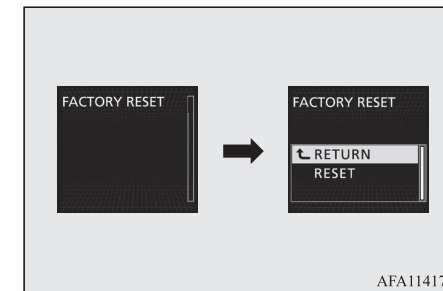 FACTORY RESET
FACTORY RESET
RETURN
RESET
AFA11417